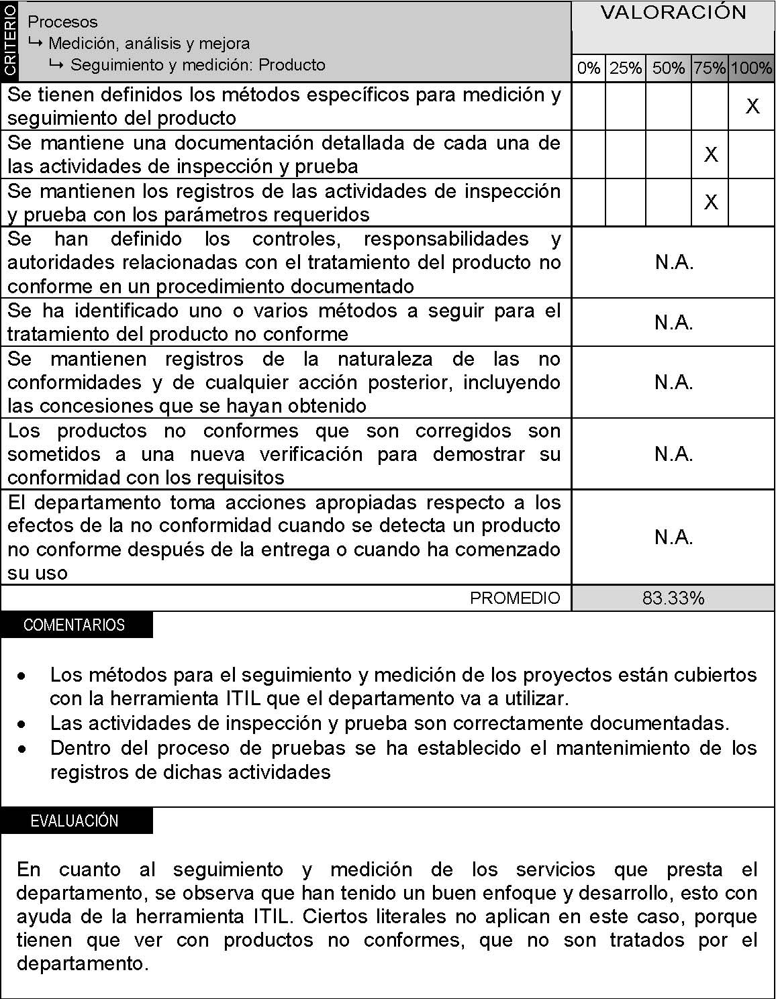 CRITERIO
Procesos
↳ Medición, análisis y mejora
↳ Seguimiento y medición: Producto
VALORACIÓN
0% 25% 50% 75% 100%
Se tienen definidos los métodos específicos para medición y
seguimiento del producto
X
Se mantiene una documentación detallada de cada una de
las actividades de inspección y prueba
X
Se mantienen los registros de las actividades de inspección
y prueba con los parámetros requeridos
X
Se han definido los controles, responsabilidades y
autoridades relacionadas con el tratamiento del producto no
conforme en un procedimiento documentado
N.A.
Se ha identificado uno o varios métodos a seguir para el
tratamiento del producto no conforme
N.A.
Se mantienen registros de la naturaleza de las no
conformidades y de cualquier acción posterior, incluyendo
las concesiones que se hayan obtenido
N.A.
Los productos no conformes que son corregidos son
sometidos a una nueva verificación para demostrar su
conformidad con los requisitos
N.A.
El departamento toma acciones apropiadas respecto a los
efectos de la no conformidad cuando se detecta un producto
no conforme después de la entrega o cuando ha comenzado
su uso
N.A.
PROMEDIO 83.33%
COMENTARIOS
• Los métodos para el seguimiento y medición de los proyectos están cubiertos
con la herramienta ITIL que el departamento va a utilizar.
• Las actividades de inspección y prueba son correctamente documentadas.
• Dentro del proceso de pruebas se ha establecido el mantenimiento de los
registros de dichas actividades
EVALUACIÓN
En cuanto al seguimiento y medición de los servicios que presta el
departamento, se observa que han tenido un buen enfoque y desarrollo, esto con
ayuda de la herramienta ITIL. Ciertos literales no aplican en este caso, porque
tienen que ver con productos no conformes, que no son tratados por el
departamento.